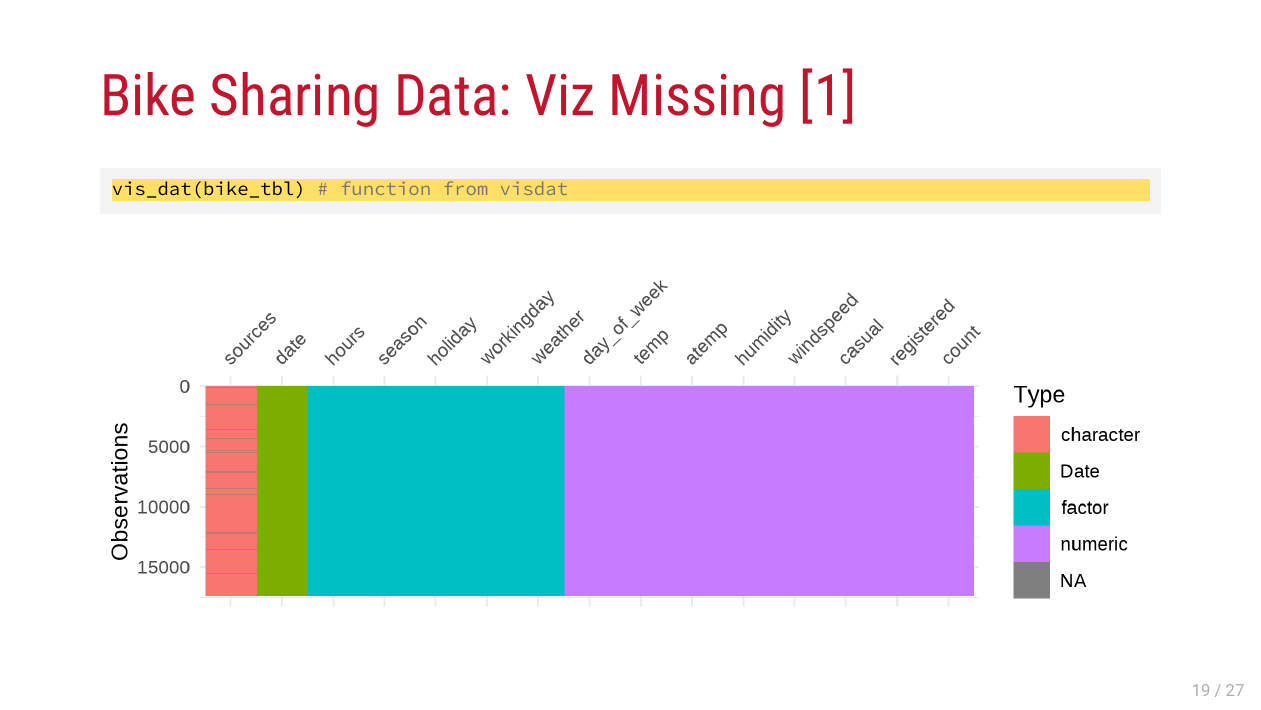 Bike Sharing Data: Viz Missing [1]
vis_dat(bike_tbl) # function from visdat
sources
date
hours
season
holiday
workingday
weather
day_of_week
temp
atemp
humidity
windspeed
casual
registered
count
Observations
0
5000
10000
15000
Type
character
Date
factor
numeric
NA
19 / 27